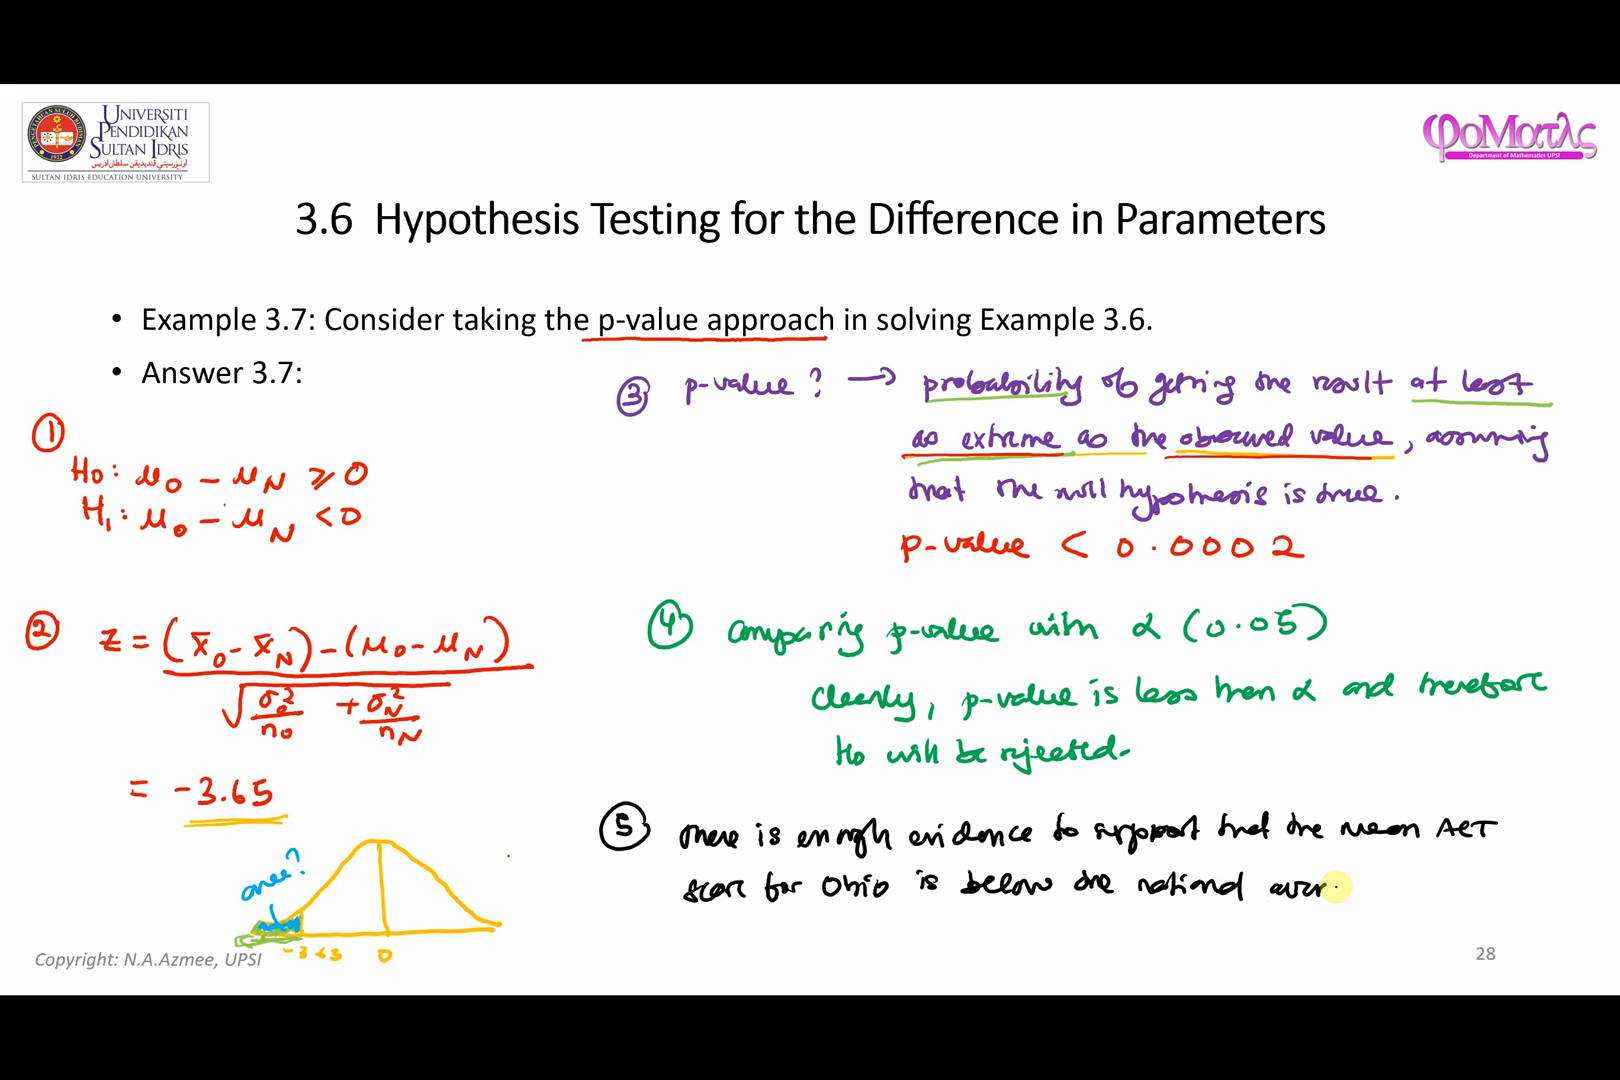 UNIVERSITI
PENDIDIKAN
SULTAN IDRIS
اونيۏرسيتي ڤنديديقن سلطان ادريس
SULTAN IDRIS EDUCATION UNIVERSITY
φοΜατλς
Department of Mathematics UPSI
3.6 Hypothesis Testing for the Difference in Parameters
• Example 3.7: Consider taking the p-value approach in solving Example 3.6.
• Answer 3.7:
①
H₀: μ₀ - μ_N ≥ 0
H₁: μ₀ - μ_N < 0
② z = (x̄₀ - x̄_N) - (μ₀ - μ_N)
√ σ₀²/n₀ + σ_N²/n_N
= -3.65
area?
-3.65 0
③ p-value? → probability of getting the result at least
as extreme as the observed value, assuming
that the null hypothesis is true.
p-value < 0.0002
④ comparing p-value with α (0.05)
clearly, p-value is less than α and therefore
H₀ will be rejected.
⑤ there is enough evidence to support that the mean ACT
score for Ohio is below the national aver
Copyright: N.A.Azmee, UPSI
28